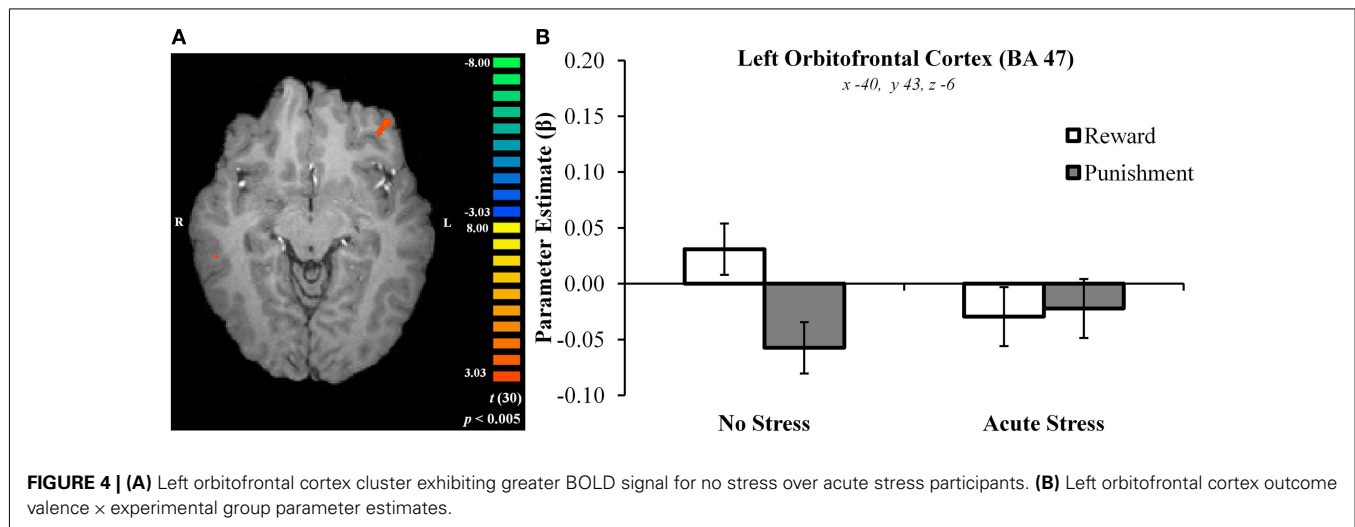 A
-8.00
-3.03
8.00
3.03
t (30)
p < 0.005
R
L
B
Left Orbitofrontal Cortex (BA 47)
x -40, y 43, z -6
Parameter Estimate (β)
0.20
0.15
0.10
0.05
0.00
-0.05
-0.10
Reward
Punishment
No Stress
Acute Stress
FIGURE 4 | (A) Left orbitofrontal cortex cluster exhibiting greater BOLD signal for no stress over acute stress participants. (B) Left orbitofrontal cortex outcome
valence × experimental group parameter estimates.